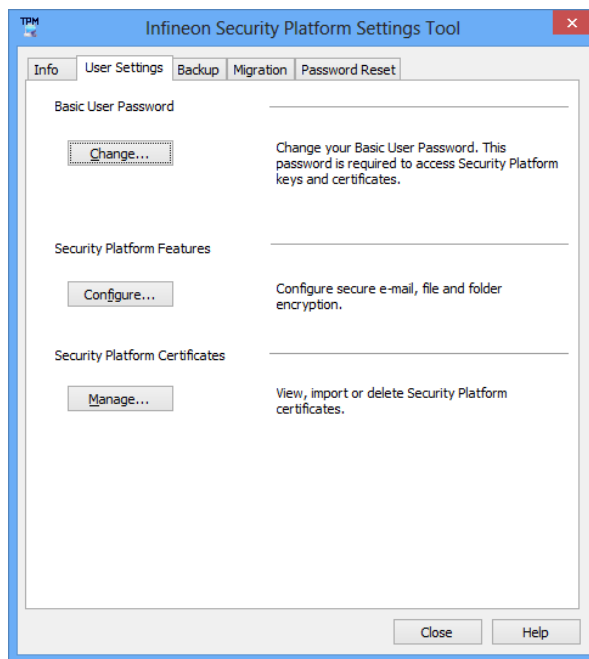 TPM
Infineon Security Platform Settings Tool
Info User Settings Backup Migration Password Reset
Basic User Password
Change...
Change your Basic User Password. This
password is required to access Security Platform
keys and certificates.
Security Platform Features
Configure...
Configure secure e-mail, file and folder
encryption.
Security Platform Certificates
Manage...
View, import or delete Security Platform
certificates.
Close Help